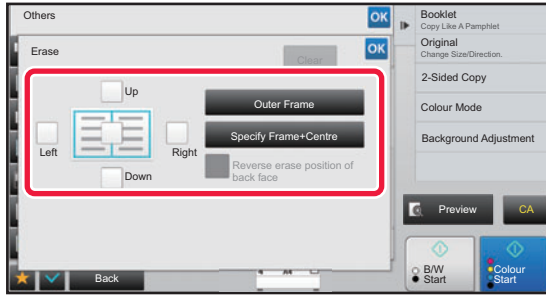 Others
OK
Erase
Clear
OK
Up
Left
Right
Down
Outer Frame
Specify Frame+Centre
Reverse erase position of
back face
Back
A4
Booklet
Copy Like A Pamphlet
Original
Change Size/Direction.
2-Sided Copy
Colour Mode
Background Adjustment
Preview
CA
B/W
Start
Colour
Start